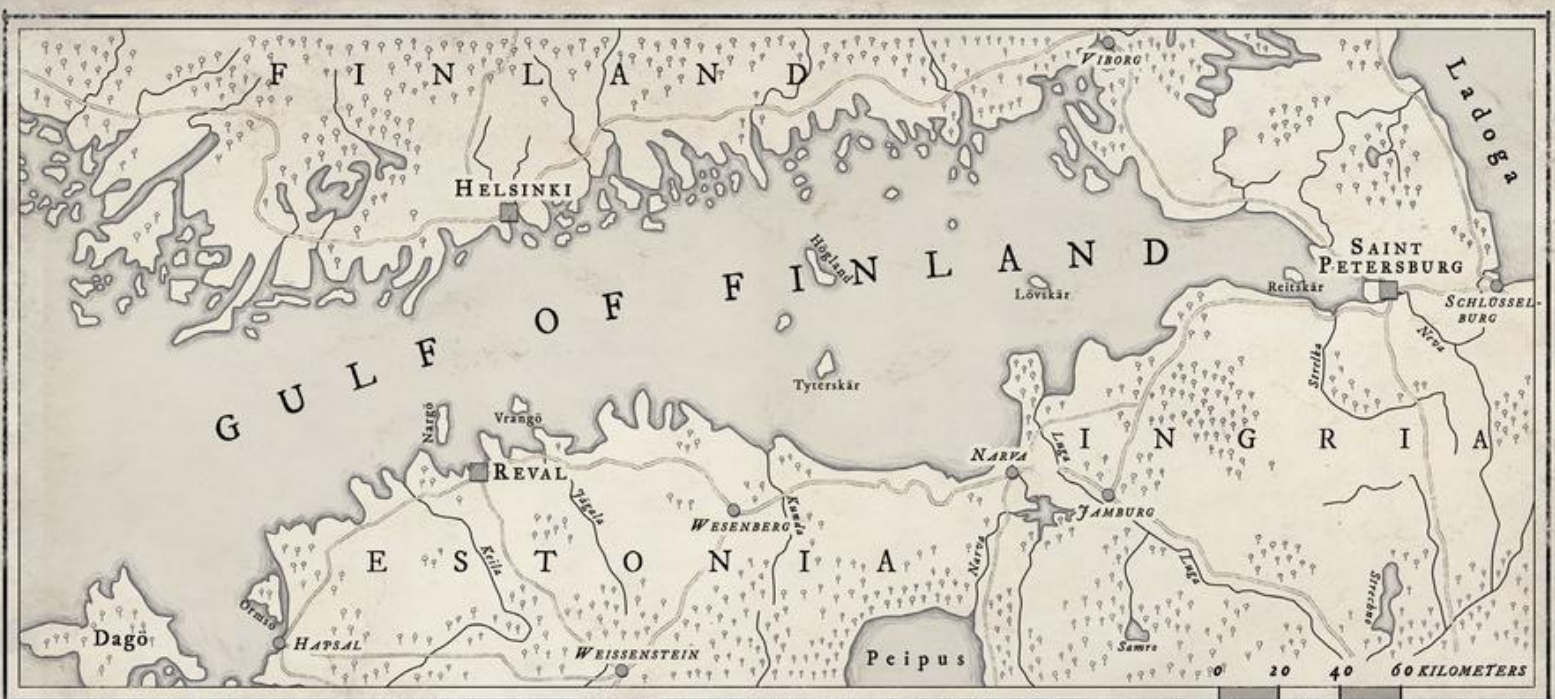 FINLAND
VIBORG
Ladoga
HELSINKI
SAINT
PETERSBURG
Högland
GULF OF FINLAND
Lövskär
Reitskär
SCHLÜSSEL-
BURG
Neva
Strelka
Tyterskär
Nargö
Vrangö
INGRIA
Luga
NARVA
REVAL
Jägala
WESENBERG
Kunda
JAMBURG
ESTONIA
Keila
Narva
Luga
Ormsö
Dagö
HAPSAL
WEISSENSTEIN
Peipus
Samro
0 20 40 60 KILOMETERS